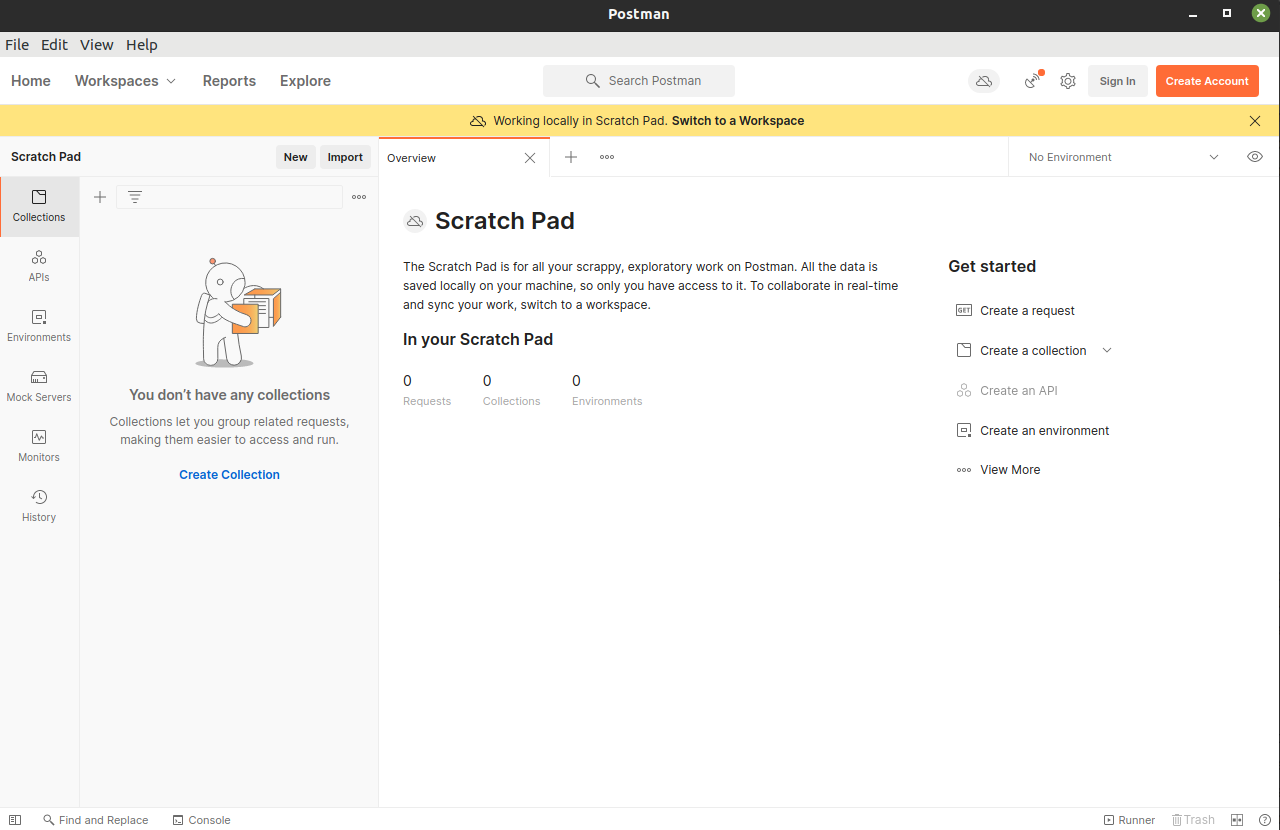 Postman
File Edit View Help
Home Workspaces Reports Explore Search Postman Sign In Create Account
Working locally in Scratch Pad. Switch to a Workspace
Scratch Pad New Import
Overview
No Environment
Collections
APIs
Environments
Mock Servers
Monitors
History
You don’t have any collections
Collections let you group related requests,
making them easier to access and run.
Create Collection
Scratch Pad
The Scratch Pad is for all your scrappy, exploratory work on Postman. All the data is
saved locally on your machine, so only you have access to it. To collaborate in real-time
and sync your work, switch to a workspace.
In your Scratch Pad
0 0 0
Requests Collections Environments
Get started
GET Create a request
Create a collection
Create an API
Create an environment
View More
Find and Replace Console Runner Trash